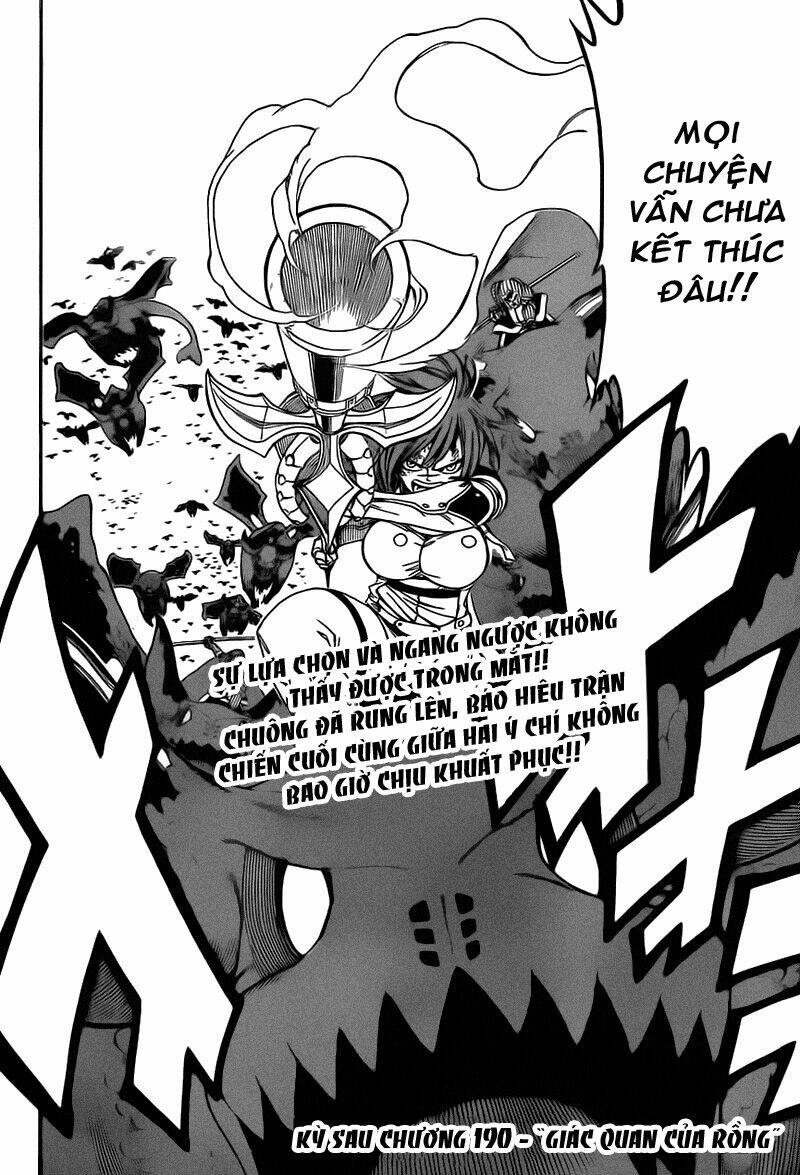 MỌI
CHUYỆN
VẪN CHƯA
KẾT THÚC
ĐÂU!!
SỰ LỰA CHỌN VÀ NGANG NGƯỢC KHÔNG
THẤY ĐƯỢC TRONG MẮT!!
CHUÔNG ĐÃ RUNG LÊN, BÁO HIỆU TRẬN
CHIẾN CUỐI CÙNG GIỮA HAI Ý CHÍ KHÔNG
BAO GIỜ CHỊU KHUẤT PHỤC!!
KỲ SAU CHƯƠNG 190 - "GIÁC QUAN CỦA RỒNG"